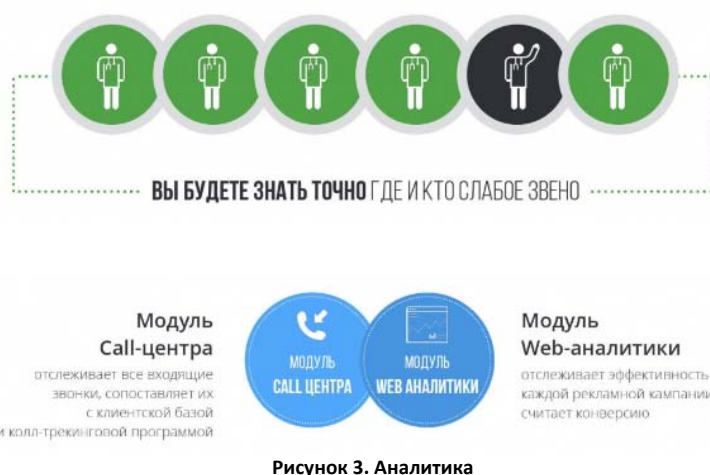 ВЫ БУДЕТЕ ЗНАТЬ ТОЧНО ГДЕ И КТО СЛАБОЕ ЗВЕНО
Модуль
Call-центра
отслеживает все входящие
звонки, сопоставляет их
с клиентской базой
и колл-трекинговой программой
МОДУЛЬ
CALL ЦЕНТРА
МОДУЛЬ
WEB АНАЛИТИКИ
Модуль
Web-аналитики
отслеживает эффективность
каждой рекламной кампании
считает конверсию
Рисунок 3. Аналитика